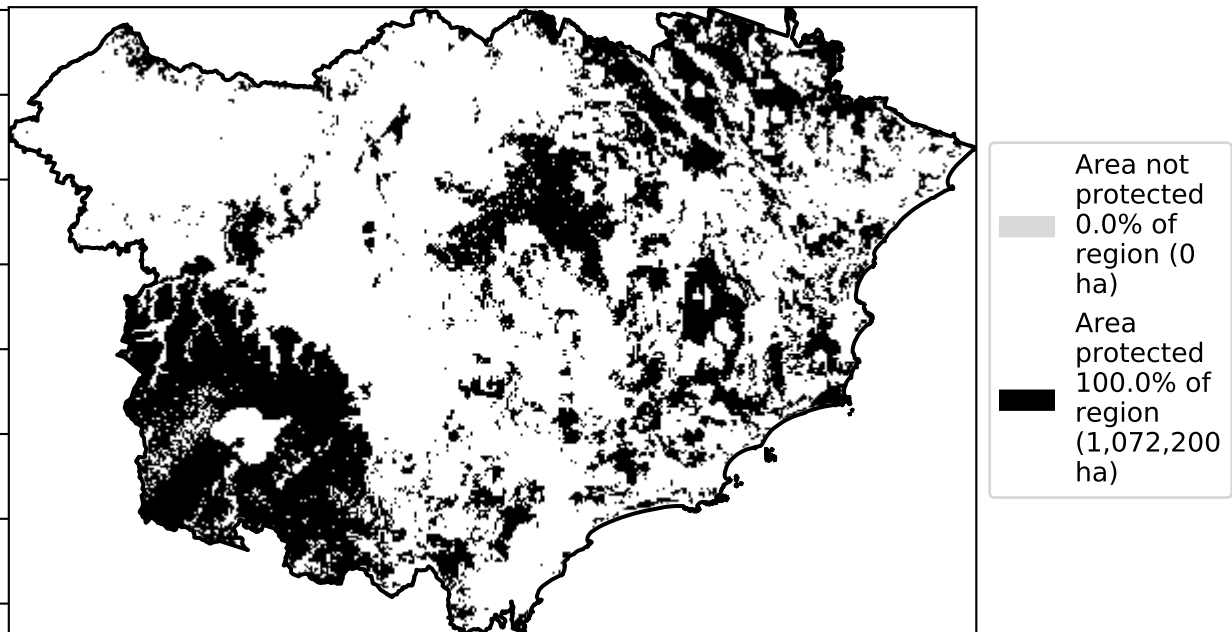 Area not
protected
0.0% of
region (0
ha)
Area
protected
100.0% of
region
(1,072,200
ha)